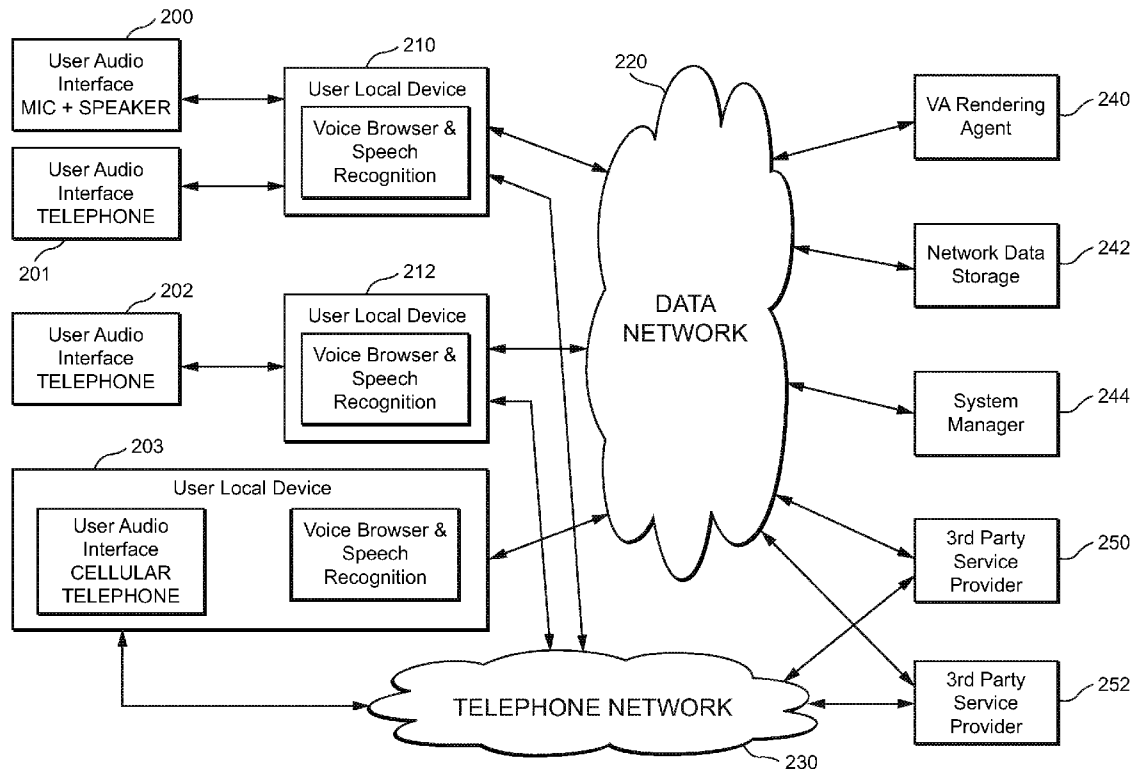 200
User Audio
Interface
MIC + SPEAKER
User Audio
Interface
TELEPHONE
201
210
User Local Device
Voice Browser &
Speech
Recognition
202
User Audio
Interface
TELEPHONE
212
User Local Device
Voice Browser &
Speech
Recognition
203
User Local Device
User Audio
Interface
CELLULAR
TELEPHONE
Voice Browser &
Speech
Recognition
220
DATA
NETWORK
TELEPHONE NETWORK
230
VA Rendering
Agent
240
Network Data
Storage
242
System
Manager
244
3rd Party
Service
Provider
250
3rd Party
Service
Provider
252